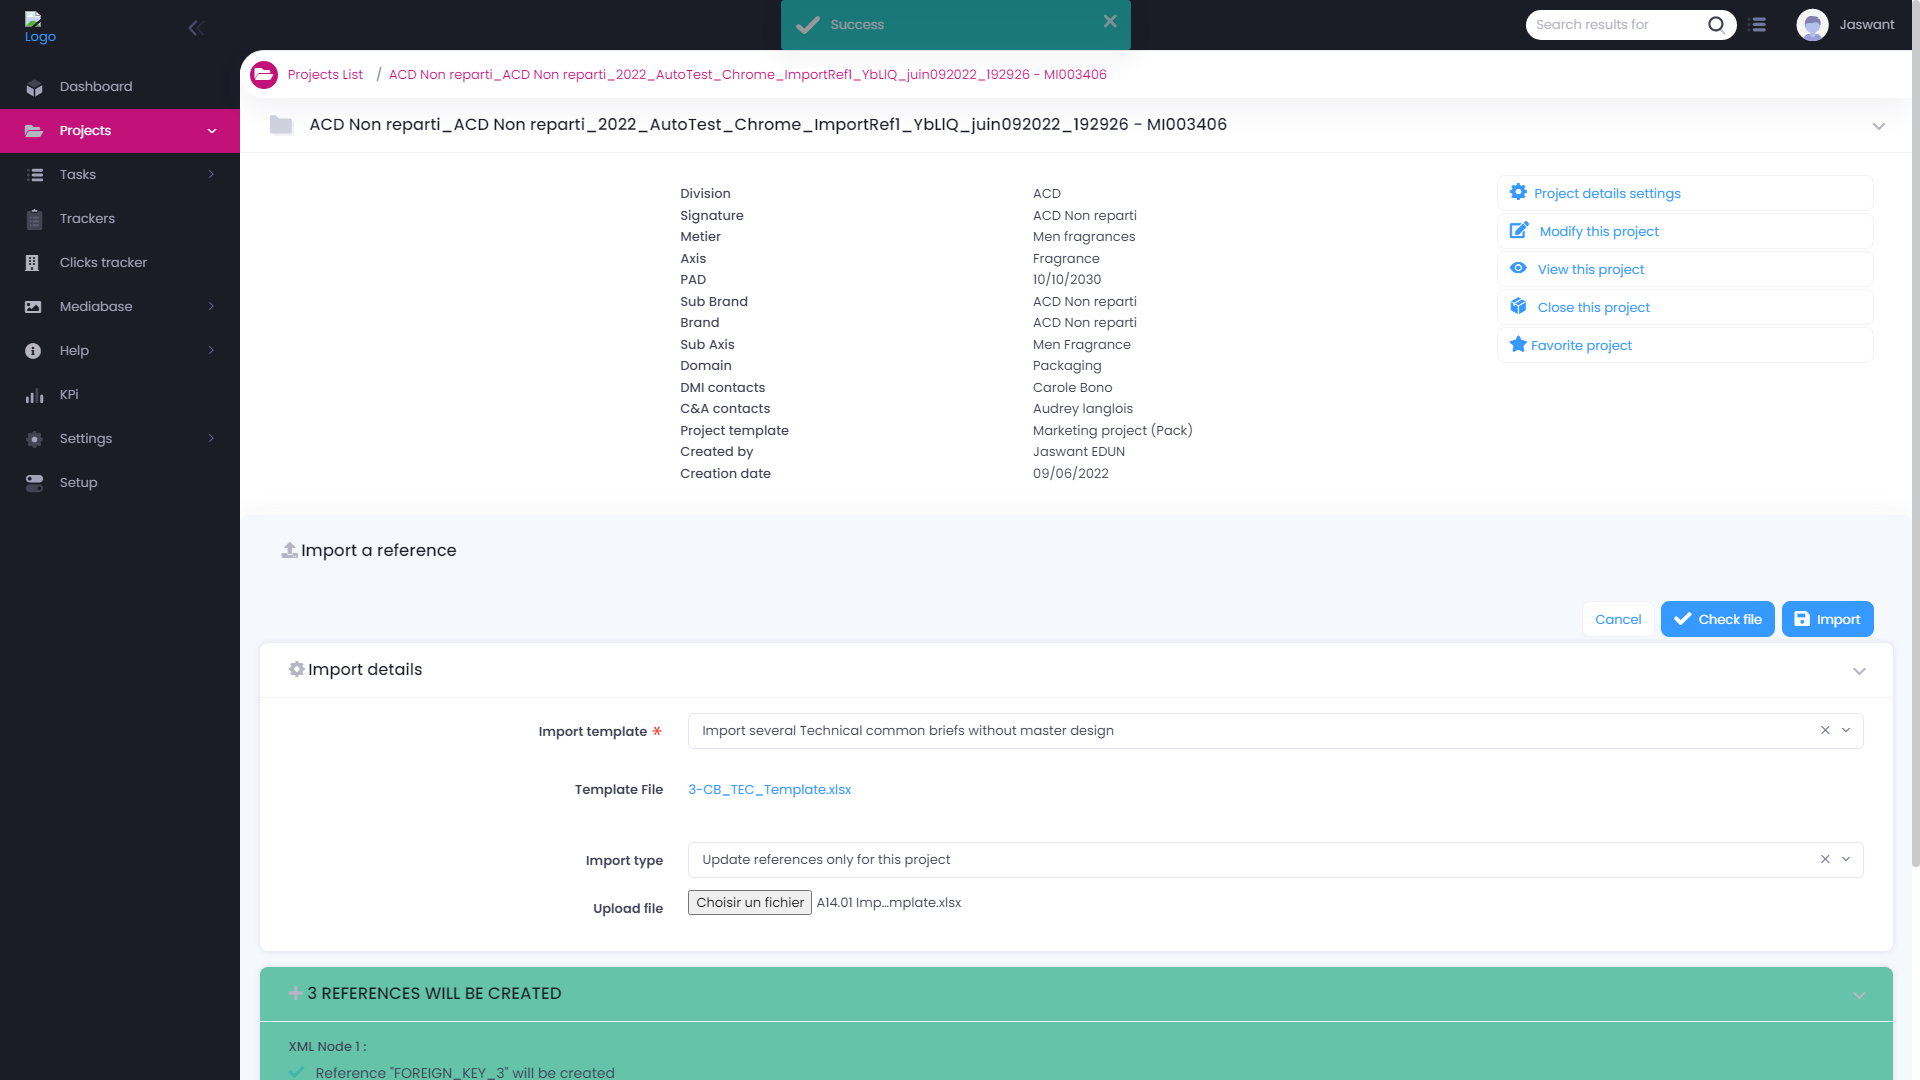 Logo
Success
Search results for
Jaswant
Dashboard
Projects
Tasks
Trackers
Clicks tracker
Mediabase
Help
KPi
Settings
Setup
Projects List / ACD Non reparti_ACD Non reparti_2022_AutoTest_Chrome_ImportRef1_YbLlQ_juin092022_192926 - MI003406
ACD Non reparti_ACD Non reparti_2022_AutoTest_Chrome_ImportRef1_YbLlQ_juin092022_192926 - MI003406
Division ACD
Signature ACD Non reparti
Metier Men fragrances
Axis Fragrance
PAD 10/10/2030
Sub Brand ACD Non reparti
Brand ACD Non reparti
Sub Axis Men Fragrance
Domain Packaging
DMI contacts Carole Bono
C&A contacts Audrey langlois
Project template Marketing project (Pack)
Created by Jaswant EDUN
Creation date 09/06/2022
Project details settings
Modify this project
View this project
Close this project
Favorite project
Import a reference
Cancel
Check file
Import
Import details
Import template * Import several Technical common briefs without master design
Template File 3-CB_TEC_Template.xlsx
Import type Update references only for this project
Upload file Choisir un fichier A14.01 Imp...mplate.xlsx
3 REFERENCES WILL BE CREATED
XML Node 1 :
Reference "FOREIGN_KEY_3" will be created